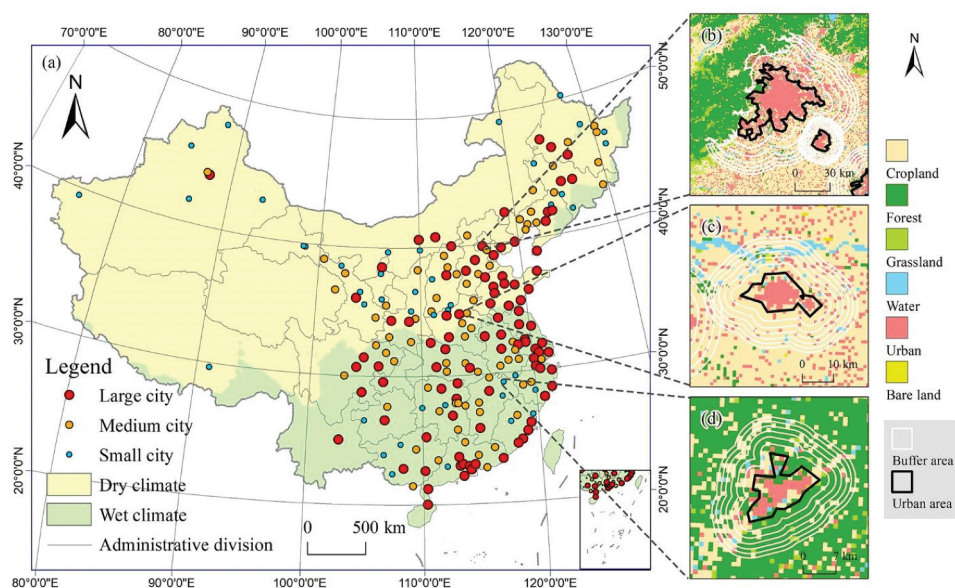 70°0'0"E
80°0'0"E
90°0'0"E
100°0'0"E
110°0'0"E
120°0'0"E
130°0'0"E
(a)
N
50°0'0"N
40°0'0"N
30°0'0"N
20°0'0"N
40°0'0"N
30°0'0"N
20°0'0"N
Legend
Large city
Medium city
Small city
Dry climate
Wet climate
Administrative division
0 500 km
80°0'0"E
90°0'0"E
100°0'0"E
110°0'0"E
120°0'0"E
(b)
0 30 km
(c)
0 10 km
(d)
0 7 km
N
Cropland
Forest
Grassland
Water
Urban
Bare land
Buffer area
Urban area